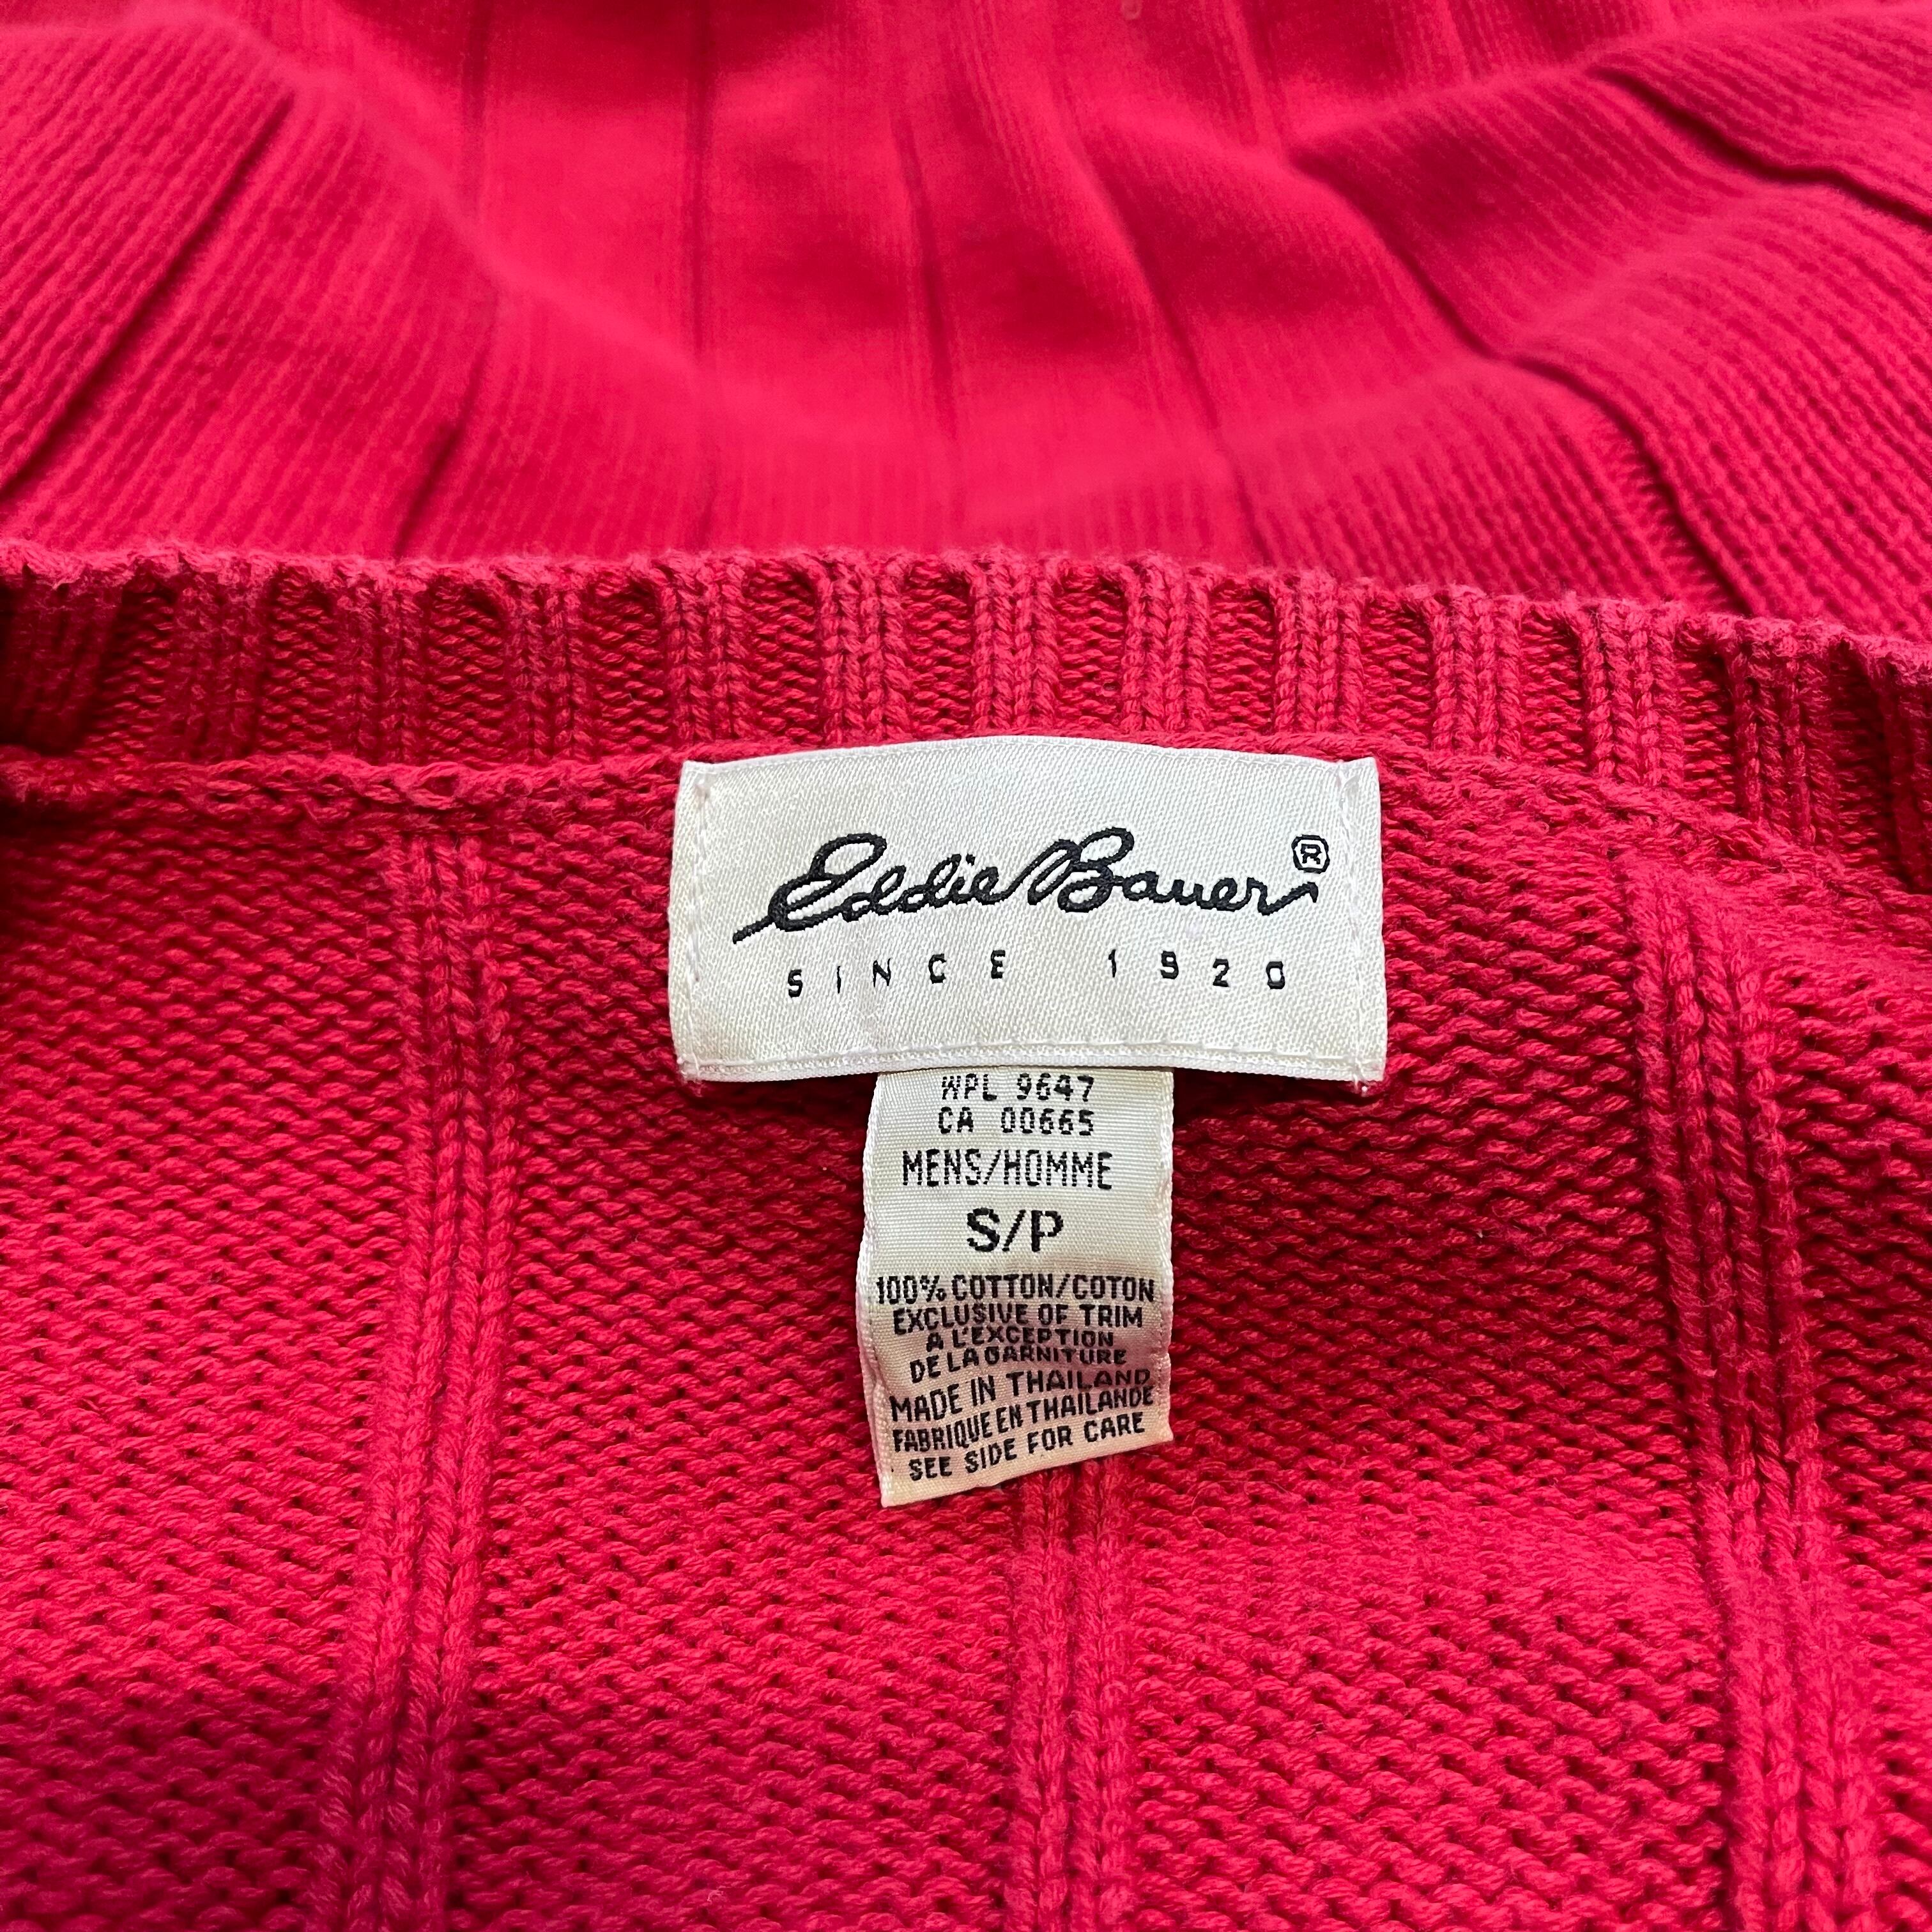 Eddie Bauer ®
SINCE 1920
WPL 9647
CA 00665
MENS/HOMME
S/P
100% COTTON/COTON
EXCLUSIVE OF TRIM
A L'EXCEPTION
DE LA GARNITURE
MADE IN THAILAND
FABRIQUE EN THAILANDE
SEE SIDE FOR CARE